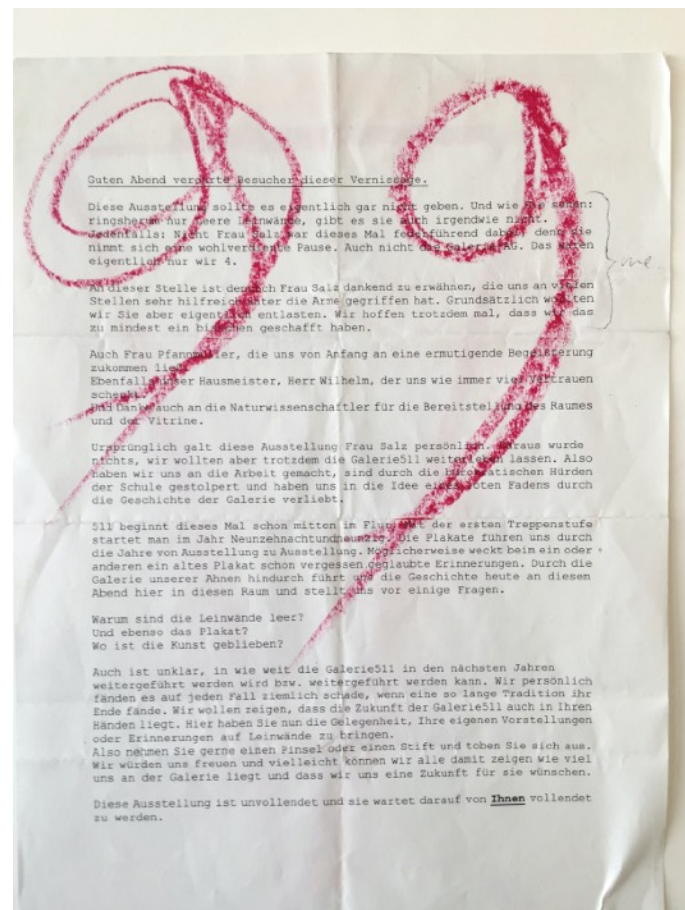 Guten Abend verehrte Besucher dieser Vernissage.
Diese Ausstellung sollte es eigentlich gar nicht geben. Und wie Sie sehen:
ringsherum nur leere Leinwände, gibt es sie auch irgendwie nicht.
Jedenfalls: Nicht Frau Salz war dieses Mal federführend dabei, denn die
nimmt sich eine wohlverdiente Pause. Auch nicht die Galerie AG. Das waren
eigentlich nur wir 4.
An dieser Stelle ist dennoch Frau Salz dankend zu erwähnen, die uns an vielen
Stellen sehr hilfreich unter die Arme gegriffen hat. Grundsätzlich wollten
wir Sie aber eigentlich entlasten. Wir hoffen trotzdem mal, dass wir das
zu mindest ein bisschen geschafft haben.
Auch Frau Pfannmüller, die uns von Anfang an eine ermutigende Begeisterung
zukommen ließ.
Ebenfalls unser Hausmeister, Herr Wilhelm, der uns wie immer viel Vertrauen
schenkt.
Und Dank auch an die Naturwissenschaftler für die Bereitstellung des Raumes
und der Vitrine.
Ursprünglich galt diese Ausstellung Frau Salz persönlich. Daraus wurde
nichts, wir wollten aber trotzdem die Galerie511 weiterleben lassen. Also
haben wir uns an die Arbeit gemacht, sind durch die bürokratischen Hürden
der Schule gestolpert und haben uns in die Idee eines roten Fadens durch
die Geschichte der Galerie verliebt.
511 beginnt dieses Mal schon mitten im Flur. Mit der ersten Treppenstufe
startet man im Jahr Neunzehnachtundneunzig. Die Plakate führen uns durch
die Jahre von Ausstellung zu Ausstellung. Möglicherweise weckt beim ein oder
anderen ein altes Plakat schon vergessen geglaubte Erinnerungen. Durch die
Galerie unserer Ahnen hindurch führt uns die Geschichte heute an diesem
Abend hier in diesen Raum und stellt uns vor einige Fragen.
Warum sind die Leinwände leer?
Und ebenso das Plakat?
Wo ist die Kunst geblieben?
Auch ist unklar, in wie weit die Galerie511 in den nächsten Jahren
weitergeführt werden wird bzw. weitergeführt werden kann. Wir persönlich
fänden es auf jeden Fall ziemlich schade, wenn eine so lange Tradition ihr
Ende fände. Wir wollen zeigen, dass die Zukunft der Galerie511 auch in Ihren
Händen liegt. Hier haben Sie nun die Gelegenheit, Ihre eigenen Vorstellungen
oder Erinnerungen auf Leinwände zu bringen.
Also nehmen Sie gerne einen Pinsel oder einen Stift und toben Sie sich aus.
Wir würden uns freuen und vielleicht können wir alle damit zeigen wie viel
uns an der Galerie liegt und dass wir uns eine Zukunft für sie wünschen.
Diese Ausstellung ist unvollendet und sie wartet darauf von Ihnen vollendet
zu werden.